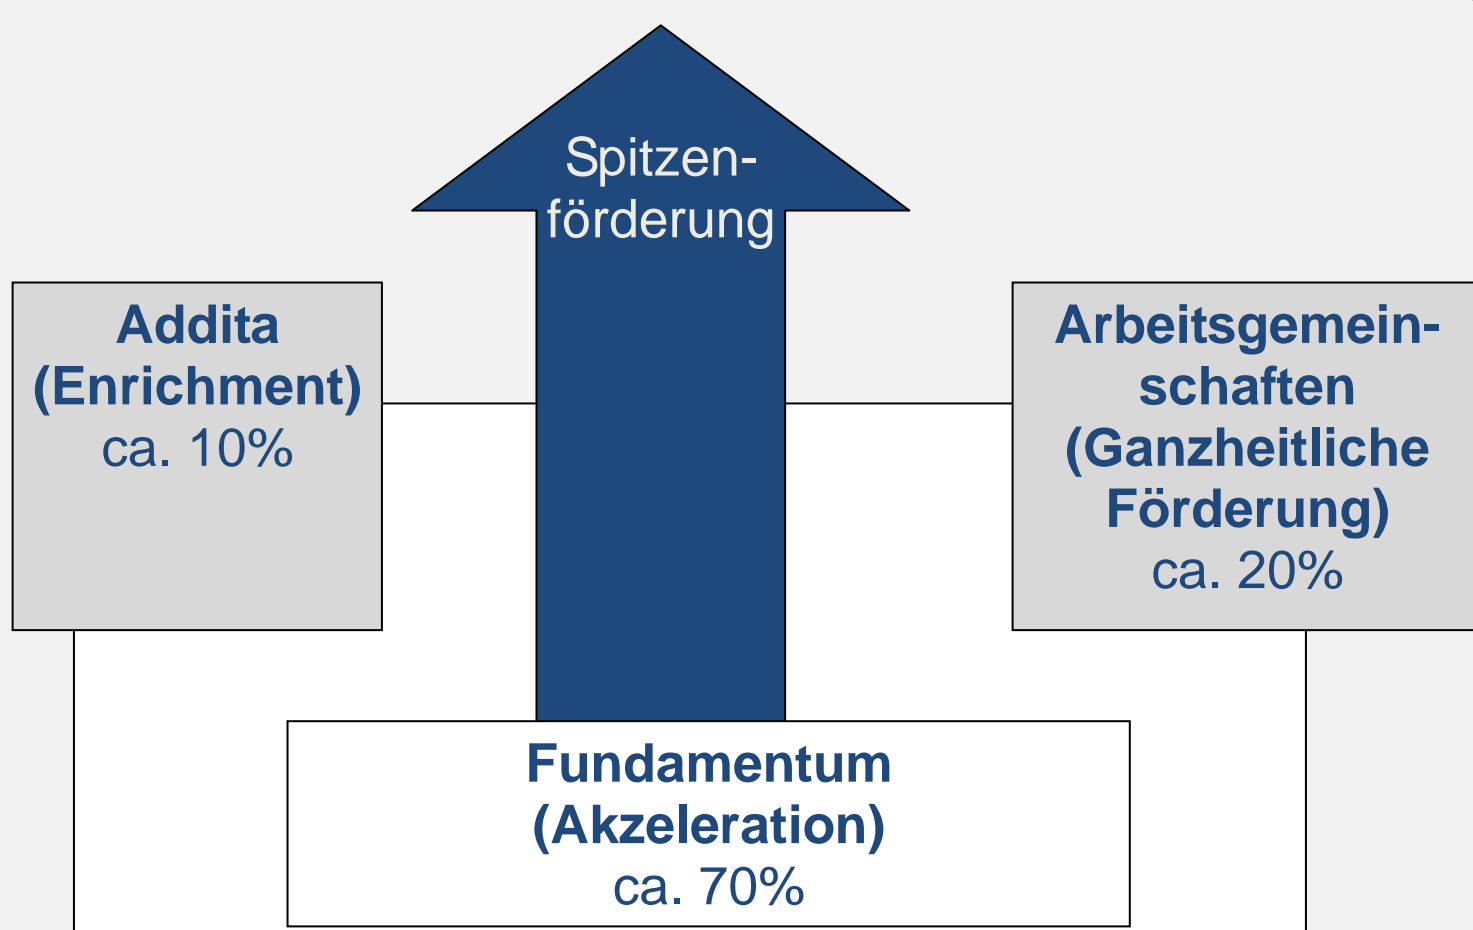 Spitzen-
förderung
Addita
(Enrichment)
ca. 10%
Arbeitsgemein-
schaften
(Ganzheitliche
Förderung)
ca. 20%
Fundamentum
(Akzeleration)
ca. 70%